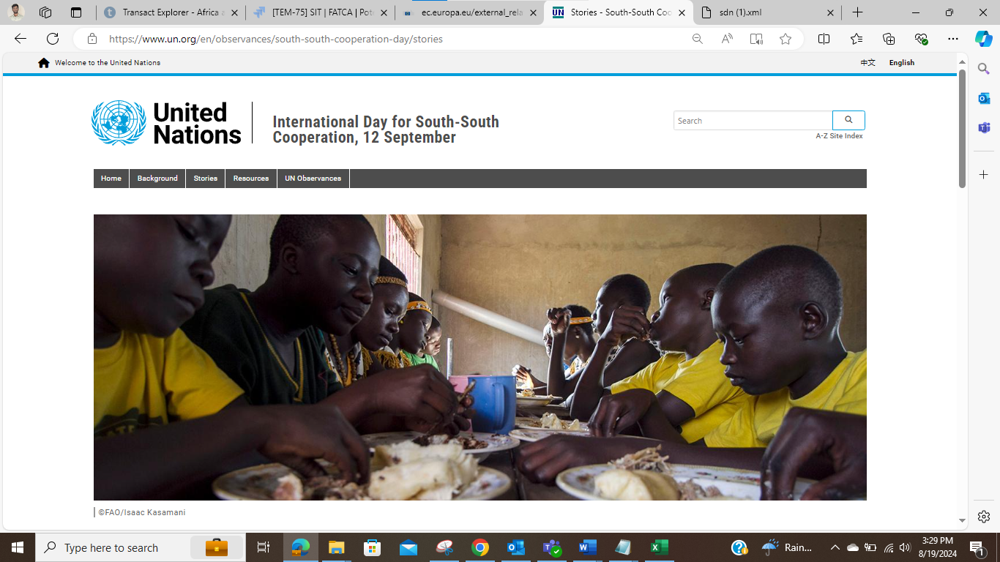 Transact Explorer - Africa a
[TEM-75] SIT | FATCA | Pot
ec.europa.eu/external_rela
UN
Stories - South-South Coo
sdn (1).xml
https://www.un.org/en/observances/south-south-cooperation-day/stories
Welcome to the United Nations
中文
English
United
Nations
International Day for South-South
Cooperation, 12 September
Search
A-Z Site Index
Home
Background
Stories
Resources
UN Observances
©FAO/Isaac Kasamani
Type here to search
Rain...
3:29 PM
8/19/2024
1